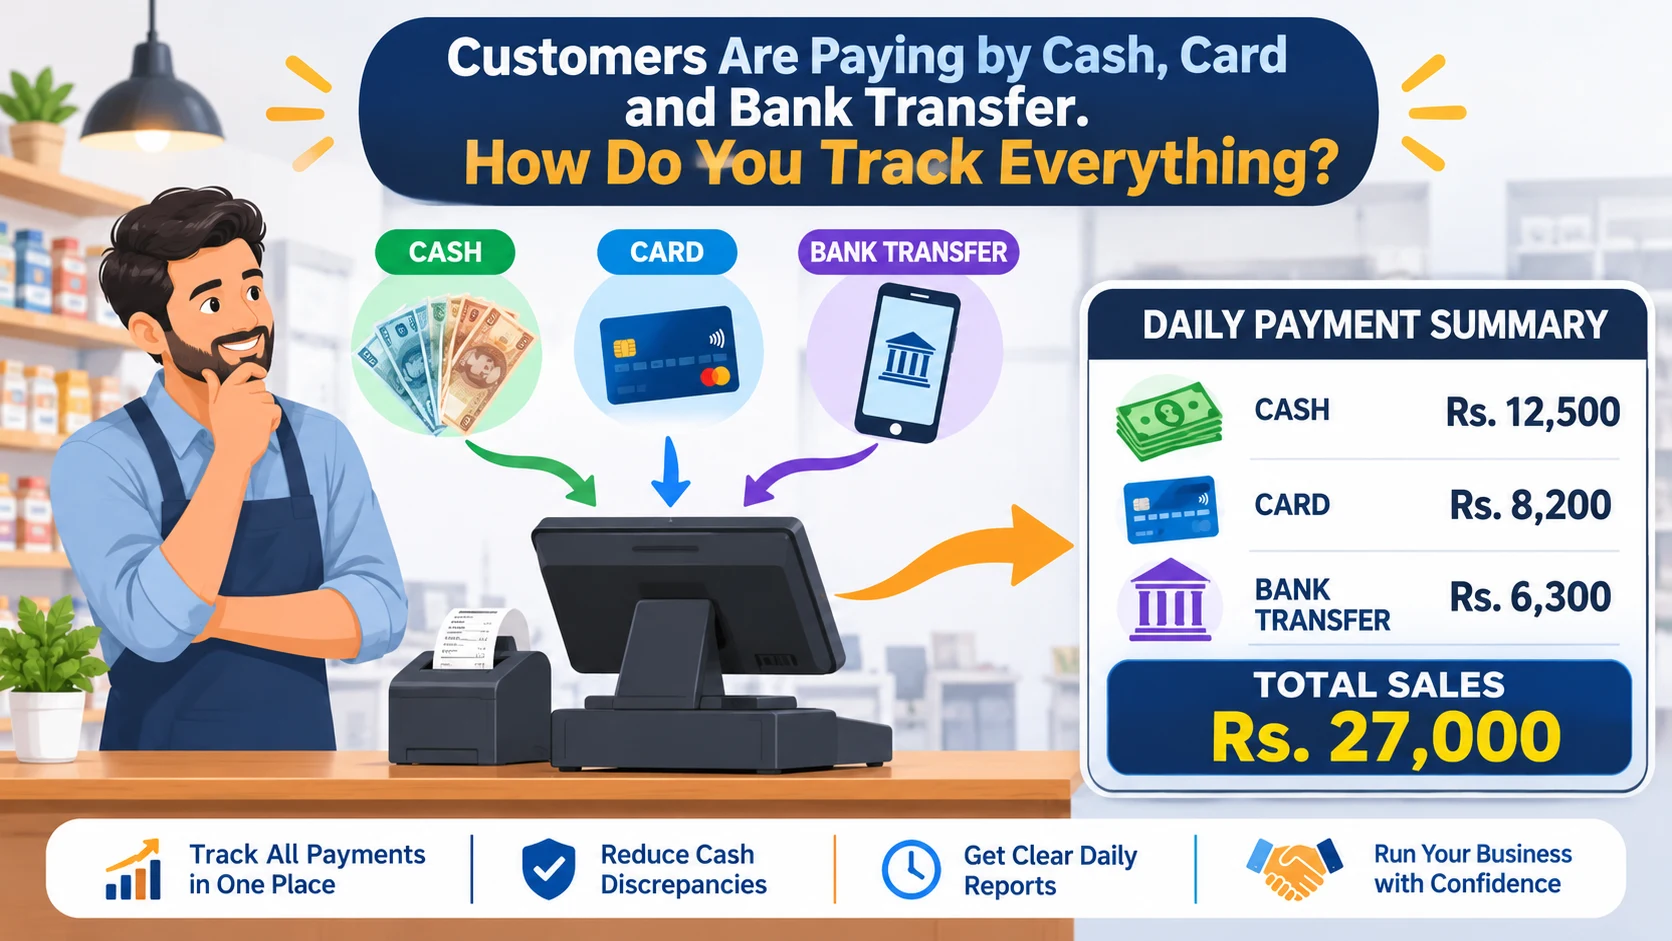 Customers Are Paying by Cash, Card
and Bank Transfer.
How Do You Track Everything?
CASH
CARD
BANK TRANSFER
DAILY PAYMENT SUMMARY
CASH Rs. 12,500
CARD Rs. 8,200
BANK
TRANSFER Rs. 6,300
TOTAL SALES
Rs. 27,000
Track All Payments
in One Place
Reduce Cash
Discrepancies
Get Clear Daily
Reports
Run Your Business
with Confidence